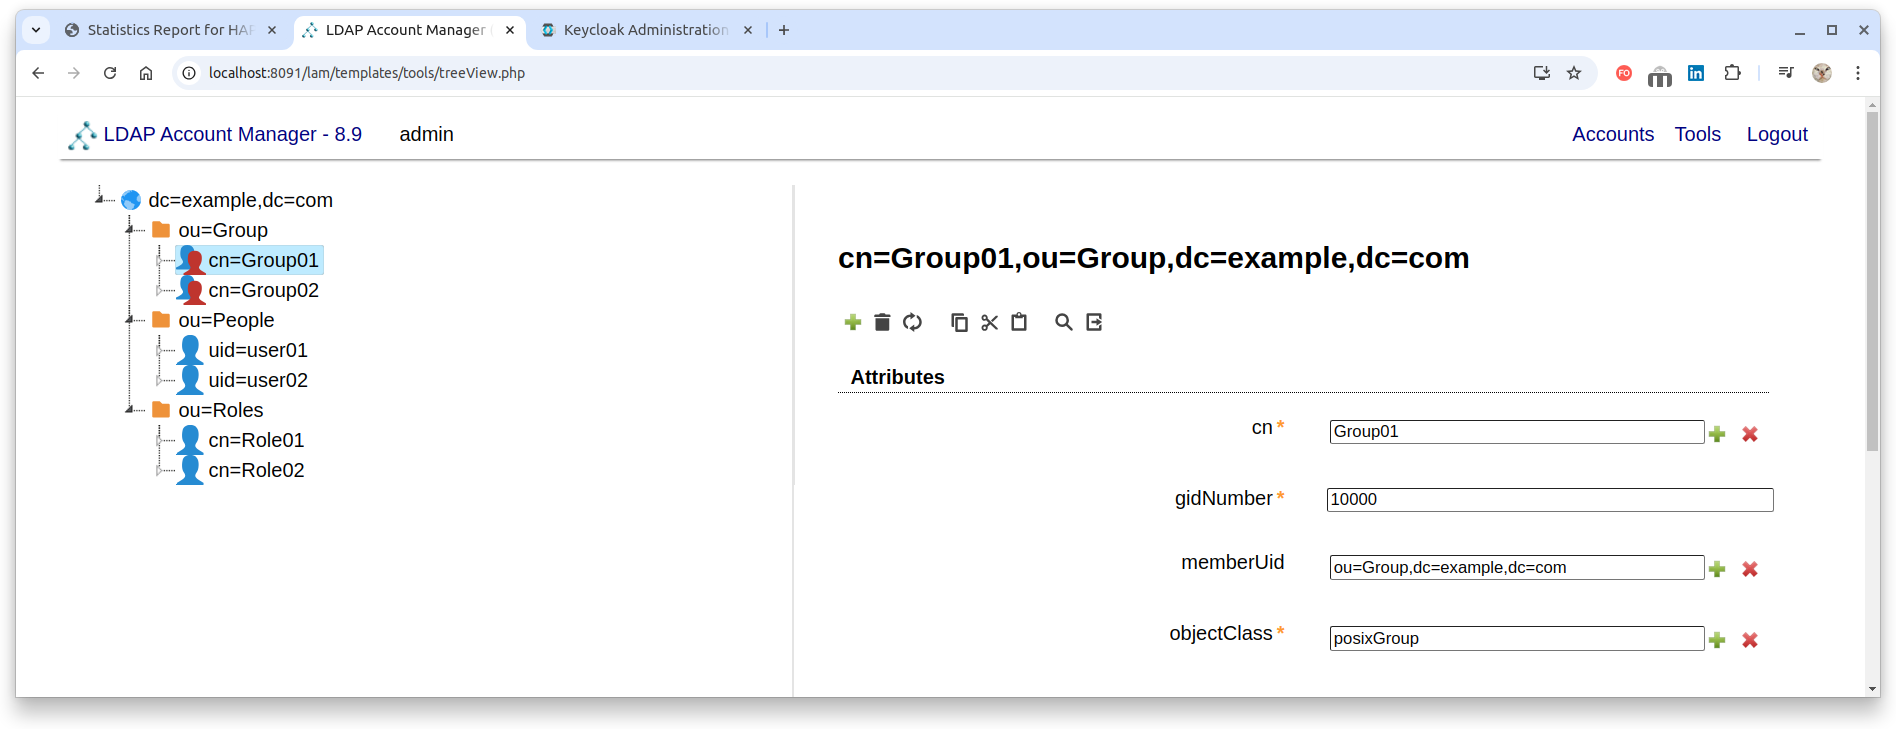 Statistics Report for HAP
LDAP Account Manager (
Keycloak Administration
localhost:8091/lam/templates/tools/treeView.php
FO
in
LDAP Account Manager - 8.9 admin Accounts Tools Logout
dc=example,dc=com
ou=Group
cn=Group01
cn=Group02
ou=People
uid=user01
uid=user02
ou=Roles
cn=Role01
cn=Role02
cn=Group01,ou=Group,dc=example,dc=com
Attributes
cn * Group01
gidNumber * 10000
memberUid ou=Group,dc=example,dc=com
objectClass * posixGroup